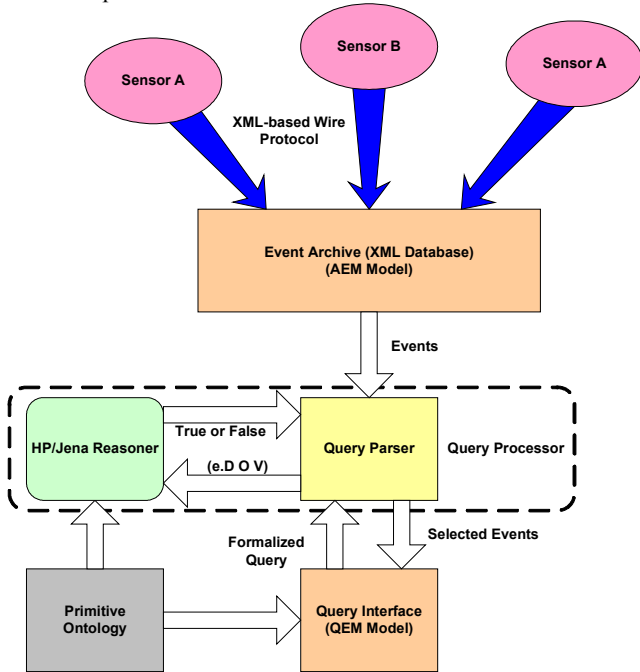 Sensor B
Sensor A
Sensor A
XML-based Wire
Protocol
Event Archive (XML Database)
(AEM Model)
Events
HP/Jena Reasoner
True or False
(e.D O V)
Query Parser
Query Processor
Formalized
Query
Selected Events
Primitive
Ontology
Query Interface
(QEM Model)